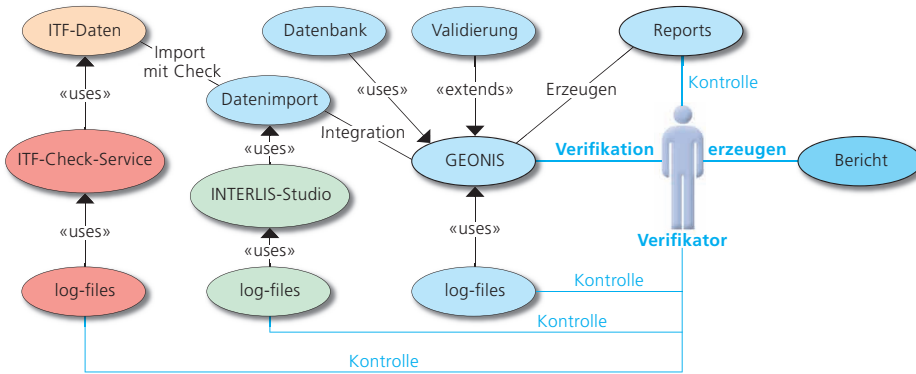 ITF-Daten
Datenbank
Validierung
Reports
Import
mit Check
Kontrolle
«uses»
«uses»
«extends»
Erzeugen
Datenimport
Integration
ITF-Check-Service
«uses»
GEONIS
Verifikation
erzeugen
Bericht
INTERLIS-Studio
«uses»
«uses»
«uses»
Verifikator
log-files
log-files
log-files
Kontrolle
Kontrolle
Kontrolle